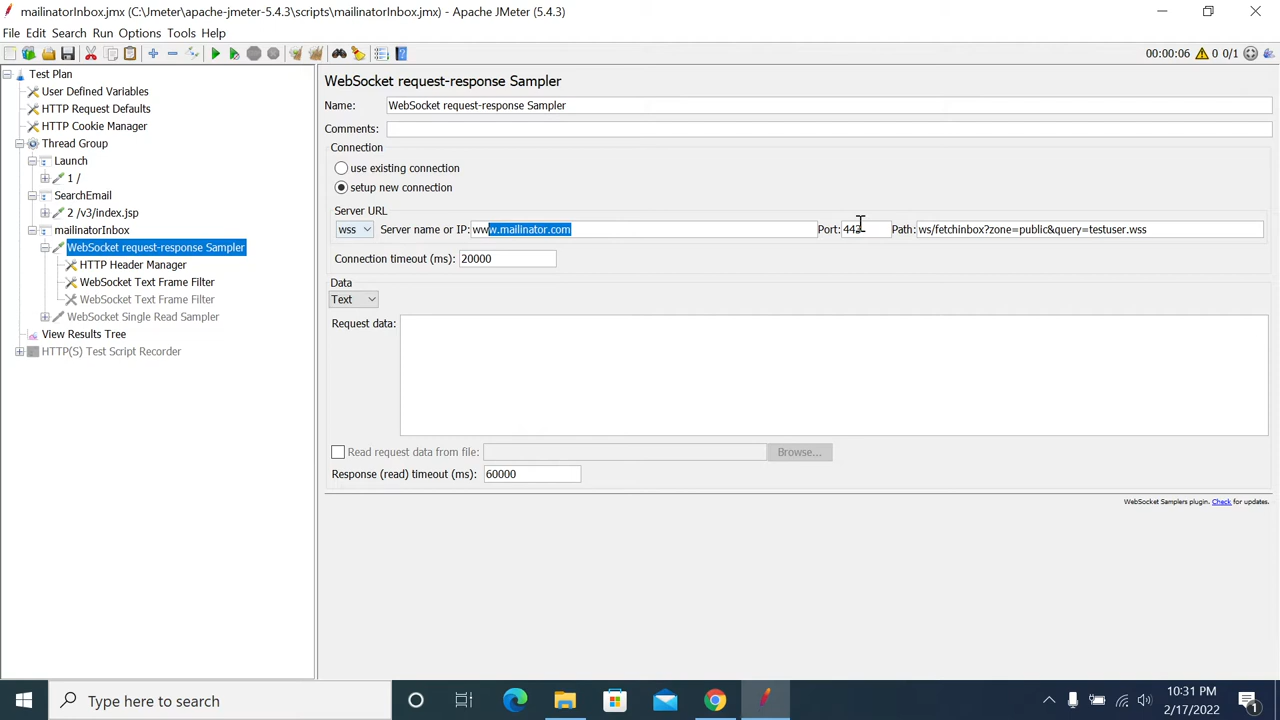 mailinatorInbox.jmx (C:\Jmeter\apache-jmeter-5.4.3\scripts\mailinatorInbox.jmx) - Apache JMeter (5.4.3)
File Edit Search Run Options Tools Help
00:00:06 0 0/1
Test Plan
User Defined Variables
HTTP Request Defaults
HTTP Cookie Manager
Thread Group
Launch
1 /
SearchEmail
2 /v3/index.jsp
mailinatorInbox
WebSocket request-response Sampler
HTTP Header Manager
WebSocket Text Frame Filter
WebSocket Text Frame Filter
WebSocket Single Read Sampler
View Results Tree
HTTP(S) Test Script Recorder
WebSocket request-response Sampler
Name: WebSocket request-response Sampler
Comments:
Connection
use existing connection
setup new connection
Server URL
wss Server name or IP: www.mailinator.com Port: 443 Path: ws/fetchinbox?zone=public&query=testuser.wss
Connection timeout (ms): 20000
Data
Text
Request data:
Read request data from file: Browse...
Response (read) timeout (ms): 60000
WebSocket Samplers plugin. Check for updates.
Type here to search
10:31 PM
2/17/2022
1